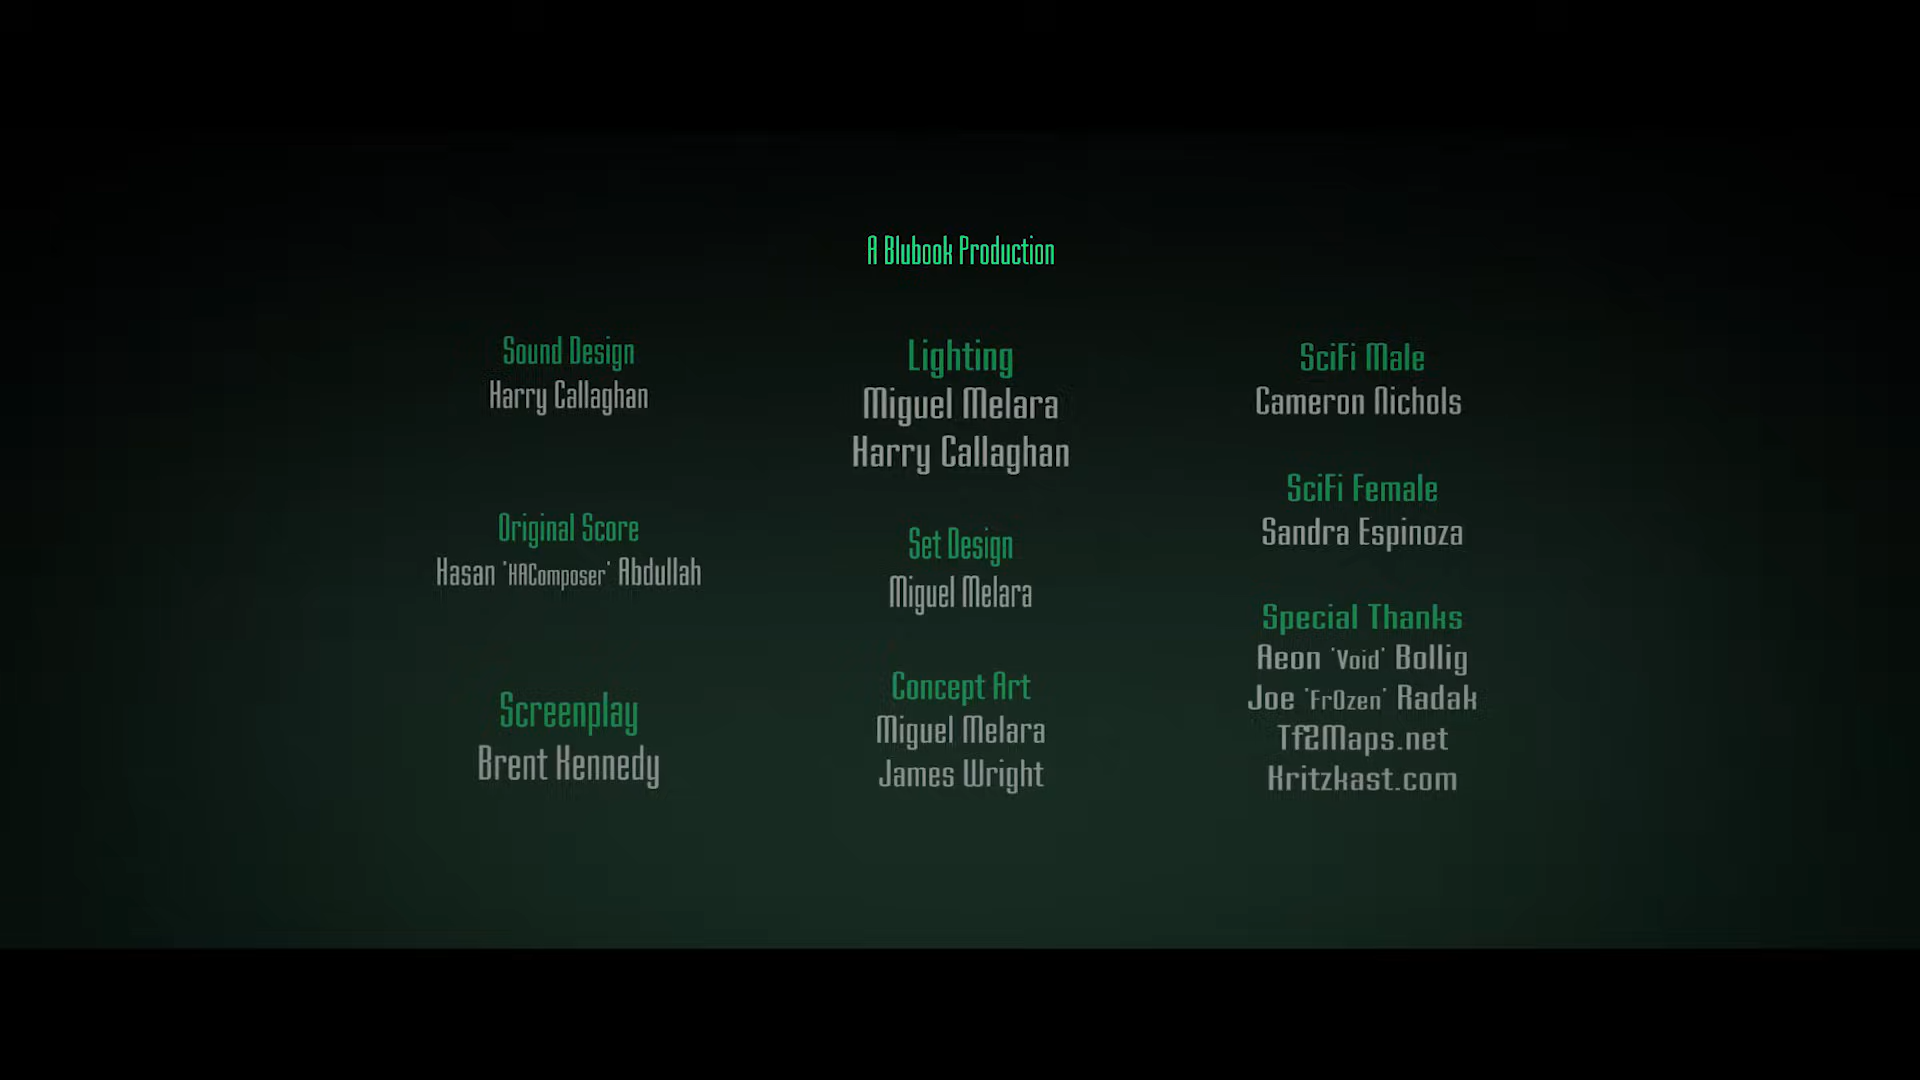 A Blubook Production
Sound Design
Harry Callaghan
Original Score
Hasan 'HAComposer' Abdullah
Screenplay
Brent Kennedy
Lighting
Miguel Melara
Harry Callaghan
Set Design
Miguel Melara
Concept Art
Miguel Melara
James Wright
SciFi Male
Cameron Nichols
SciFi Female
Sandra Espinoza
Special Thanks
Aeon 'Void' Bollig
Joe 'Fr0zen' Radak
Tf2Maps.net
Kritzkast.com